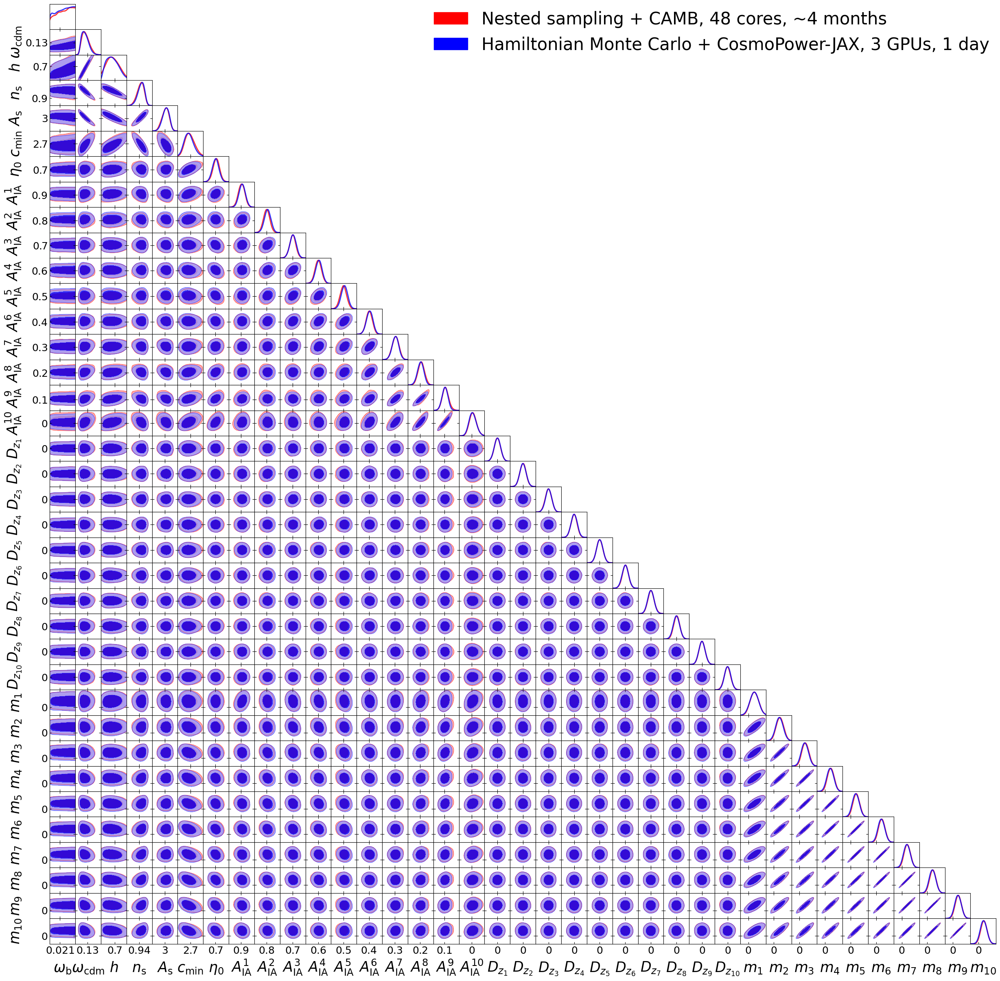 Nested sampling + CAMB, 48 cores, ~4 months
Hamiltonian Monte Carlo + CosmoPower-JAX, 3 GPUs, 1 day
ω_cdm 0.13
h 0.7
n_s 0.9
A_s 3
c_min 2.7
η_0 0.7
A_IA^1 0.9
A_IA^2 0.8
A_IA^3 0.7
A_IA^4 0.6
A_IA^5 0.5
A_IA^6 0.4
A_IA^7 0.3
A_IA^8 0.2
A_IA^9 0.1
A_IA^10 0
D_z1 0
D_z2 0
D_z3 0
D_z4 0
D_z5 0
D_z6 0
D_z7 0
D_z8 0
D_z9 0
D_z10 0
m_1 0
m_2 0
m_3 0
m_4 0
m_5 0
m_6 0
m_7 0
m_8 0
m_9 0
m_10 0
0.021 0.13 0.7 0.94 3 2.7 0.7 0.9 0.8 0.7 0.6 0.5 0.4 0.3 0.2 0.1 0 0 0 0 0 0 0 0 0 0 0 0 0 0 0 0 0 0 0 0 0
ω_b ω_cdm h n_s A_s c_min η_0 A_IA^1 A_IA^2 A_IA^3 A_IA^4 A_IA^5 A_IA^6 A_IA^7 A_IA^8 A_IA^9 A_IA^10 D_z1 D_z2 D_z3 D_z4 D_z5 D_z6 D_z7 D_z8 D_z9 D_z10 m_1 m_2 m_3 m_4 m_5 m_6 m_7 m_8 m_9 m_10